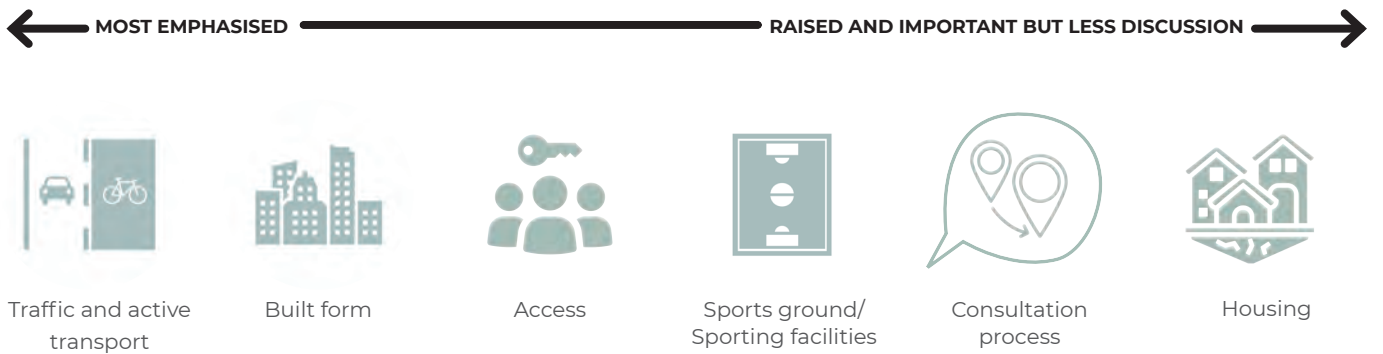 MOST EMPHASISED
RAISED AND IMPORTANT BUT LESS DISCUSSION
Traffic and active
transport
Built form
Access
Sports ground/
Sporting facilities
Consultation
process
Housing